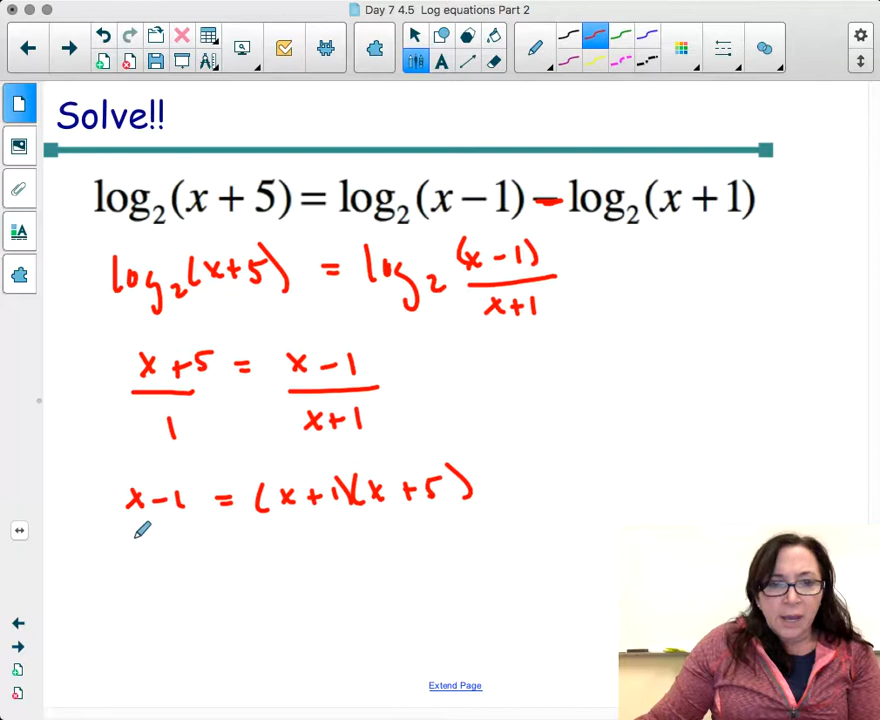 Day 7 4.5 Log equations Part 2
Solve!!
log₂(x + 5) = log₂(x − 1) − log₂(x + 1)
log₂(x+5) = log₂ (x-1)/x+1
x+5/1 = x-1/x+1
x-1 = (x+1)(x+5)
Extend Page